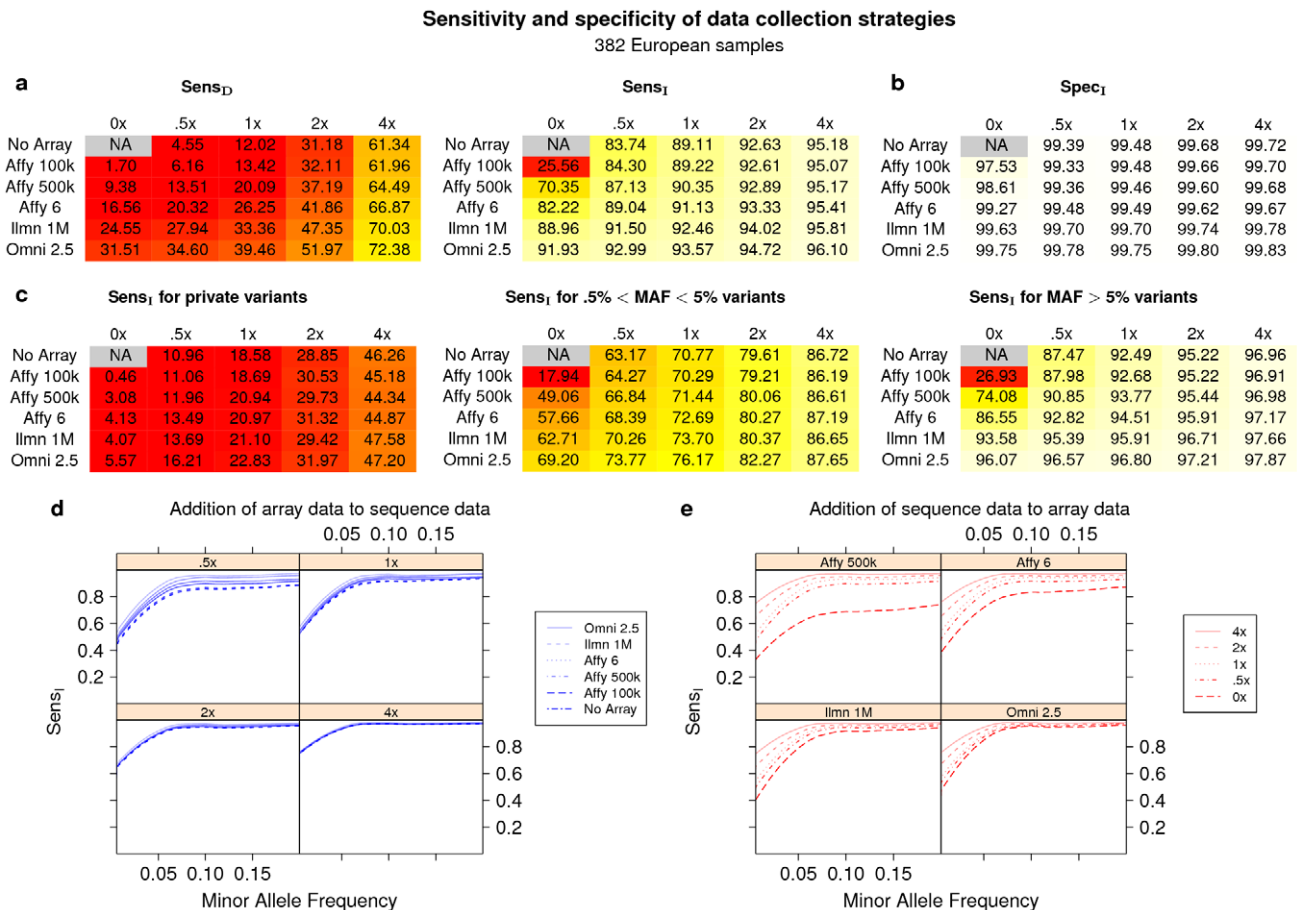 Sensitivity and specificity of data collection strategies
382 European samples
a
Sens_D
0x .5x 1x 2x 4x
No Array NA 4.55 12.02 31.18 61.34
Affy 100k 1.70 6.16 13.42 32.11 61.96
Affy 500k 9.38 13.51 20.09 37.19 64.49
Affy 6 16.56 20.32 26.25 41.86 66.87
Ilmn 1M 24.55 27.94 33.36 47.35 70.03
Omni 2.5 31.51 34.60 39.46 51.97 72.38
Sens_I
0x .5x 1x 2x 4x
NA 83.74 89.11 92.63 95.18
25.56 84.30 89.22 92.61 95.07
70.35 87.13 90.35 92.89 95.17
82.22 89.04 91.13 93.33 95.41
88.96 91.50 92.46 94.02 95.81
91.93 92.99 93.57 94.72 96.10
b
Spec_I
0x .5x 1x 2x 4x
No Array NA 99.39 99.48 99.68 99.72
Affy 100k 97.53 99.33 99.48 99.66 99.70
Affy 500k 98.61 99.36 99.46 99.60 99.68
Affy 6 99.27 99.48 99.49 99.62 99.67
Ilmn 1M 99.63 99.70 99.70 99.74 99.78
Omni 2.5 99.75 99.78 99.75 99.80 99.83
c
Sens_I for private variants
0x .5x 1x 2x 4x
No Array NA 10.96 18.58 28.85 46.26
Affy 100k 0.46 11.06 18.69 30.53 45.18
Affy 500k 3.08 11.96 20.94 29.73 44.34
Affy 6 4.13 13.49 20.97 31.32 44.87
Ilmn 1M 4.07 13.69 21.10 29.42 47.58
Omni 2.5 5.57 16.21 22.83 31.97 47.20
Sens_I for .5% < MAF < 5% variants
0x .5x 1x 2x 4x
No Array NA 63.17 70.77 79.61 86.72
Affy 100k 17.94 64.27 70.29 79.21 86.19
Affy 500k 49.06 66.84 71.44 80.06 86.61
Affy 6 57.66 68.39 72.69 80.27 87.19
Ilmn 1M 62.71 70.26 73.70 80.37 86.65
Omni 2.5 69.20 73.77 76.17 82.27 87.65
Sens_I for MAF > 5% variants
0x .5x 1x 2x 4x
No Array NA 87.47 92.49 95.22 96.96
Affy 100k 26.93 87.98 92.68 95.22 96.91
Affy 500k 74.08 90.85 93.77 95.44 96.98
Affy 6 86.55 92.82 94.51 95.91 97.17
Ilmn 1M 93.58 95.39 95.91 96.71 97.66
Omni 2.5 96.07 96.57 96.80 97.21 97.87
d
Addition of array data to sequence data
0.05 0.10 0.15
.5x 1x
0.8
0.6
0.4
0.2
2x 4x
0.8
0.6
0.4
0.2
Sens_I
0.05 0.10 0.15
Minor Allele Frequency
Omni 2.5
Ilmn 1M
Affy 6
Affy 500k
Affy 100k
No Array
e
Addition of sequence data to array data
0.05 0.10 0.15
Affy 500k Affy 6
0.8
0.6
0.4
0.2
Ilmn 1M Omni 2.5
0.8
0.6
0.4
0.2
Sens_I
0.05 0.10 0.15
Minor Allele Frequency
4x
2x
1x
.5x
0x